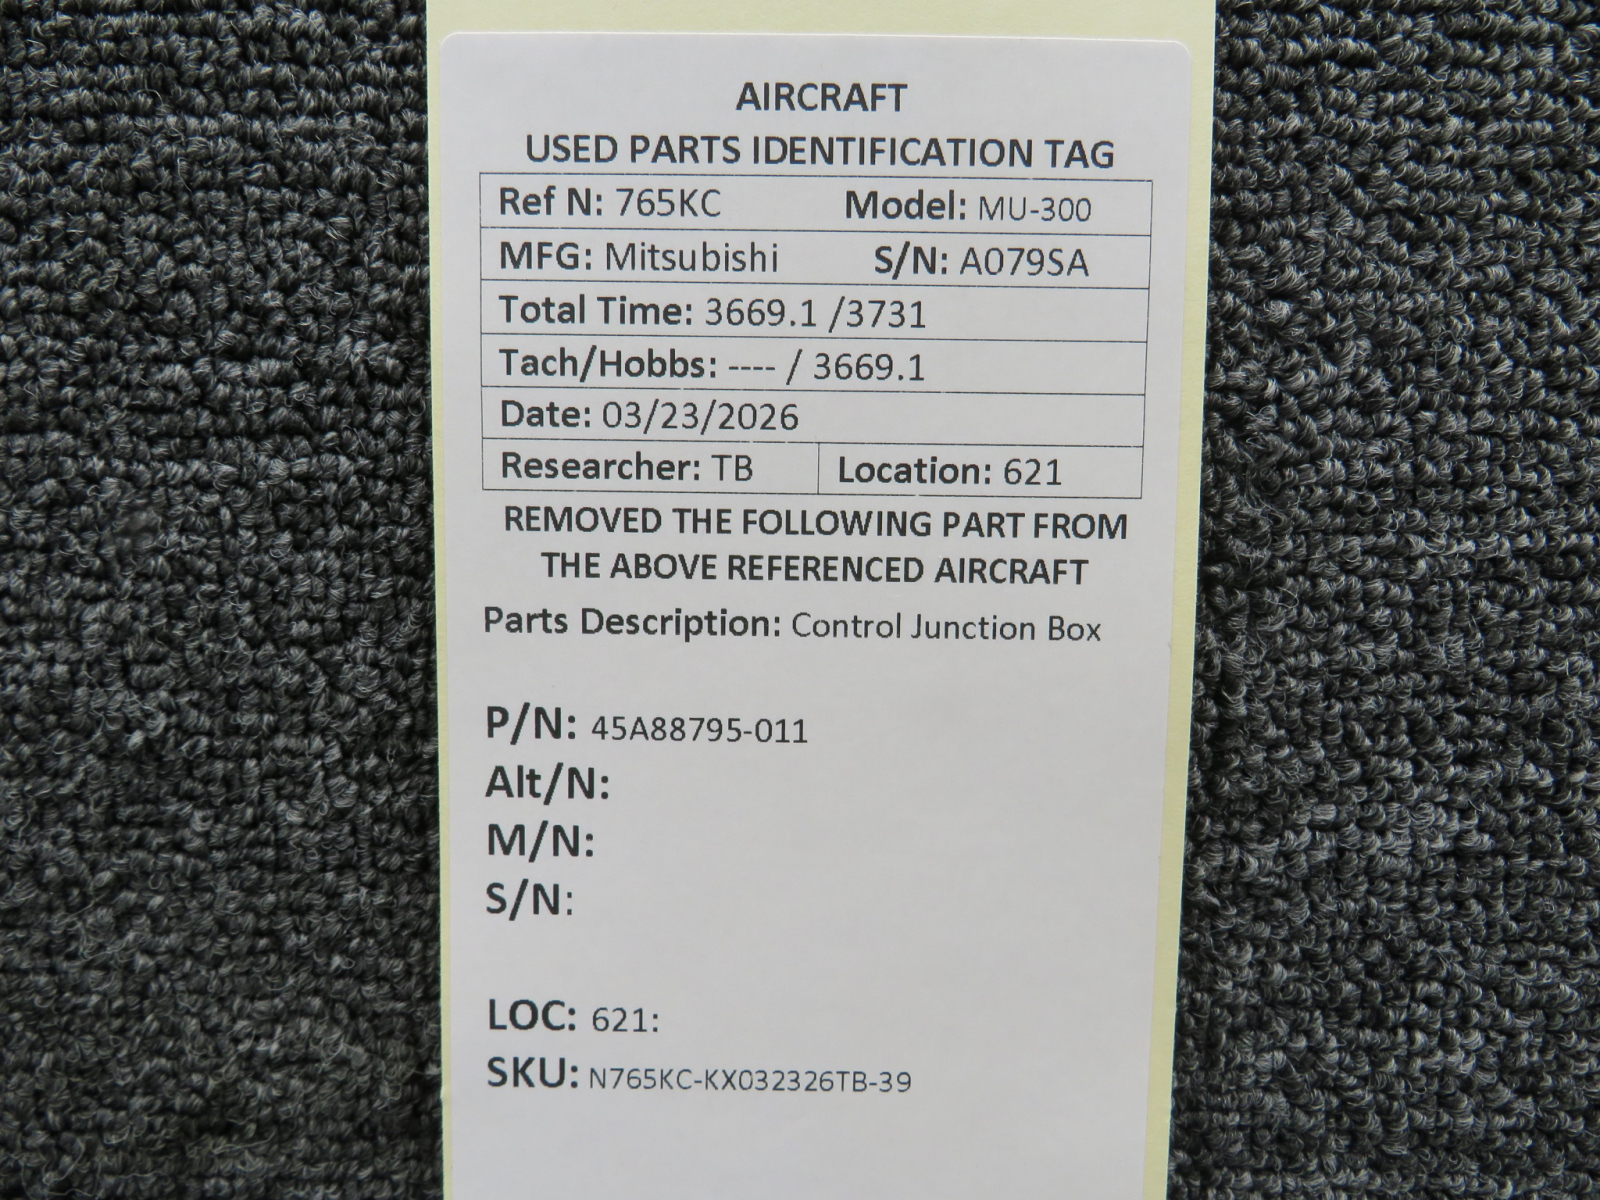 AIRCRAFT
USED PARTS IDENTIFICATION TAG
Ref N: 765KC Model: MU-300
MFG: Mitsubishi S/N: A079SA
Total Time: 3669.1 /3731
Tach/Hobbs: ---- / 3669.1
Date: 03/23/2026
Researcher: TB Location: 621
REMOVED THE FOLLOWING PART FROM
THE ABOVE REFERENCED AIRCRAFT
Parts Description: Control Junction Box
P/N: 45A88795-011
Alt/N:
M/N:
S/N:
LOC: 621:
SKU: N765KC-KX032326TB-39